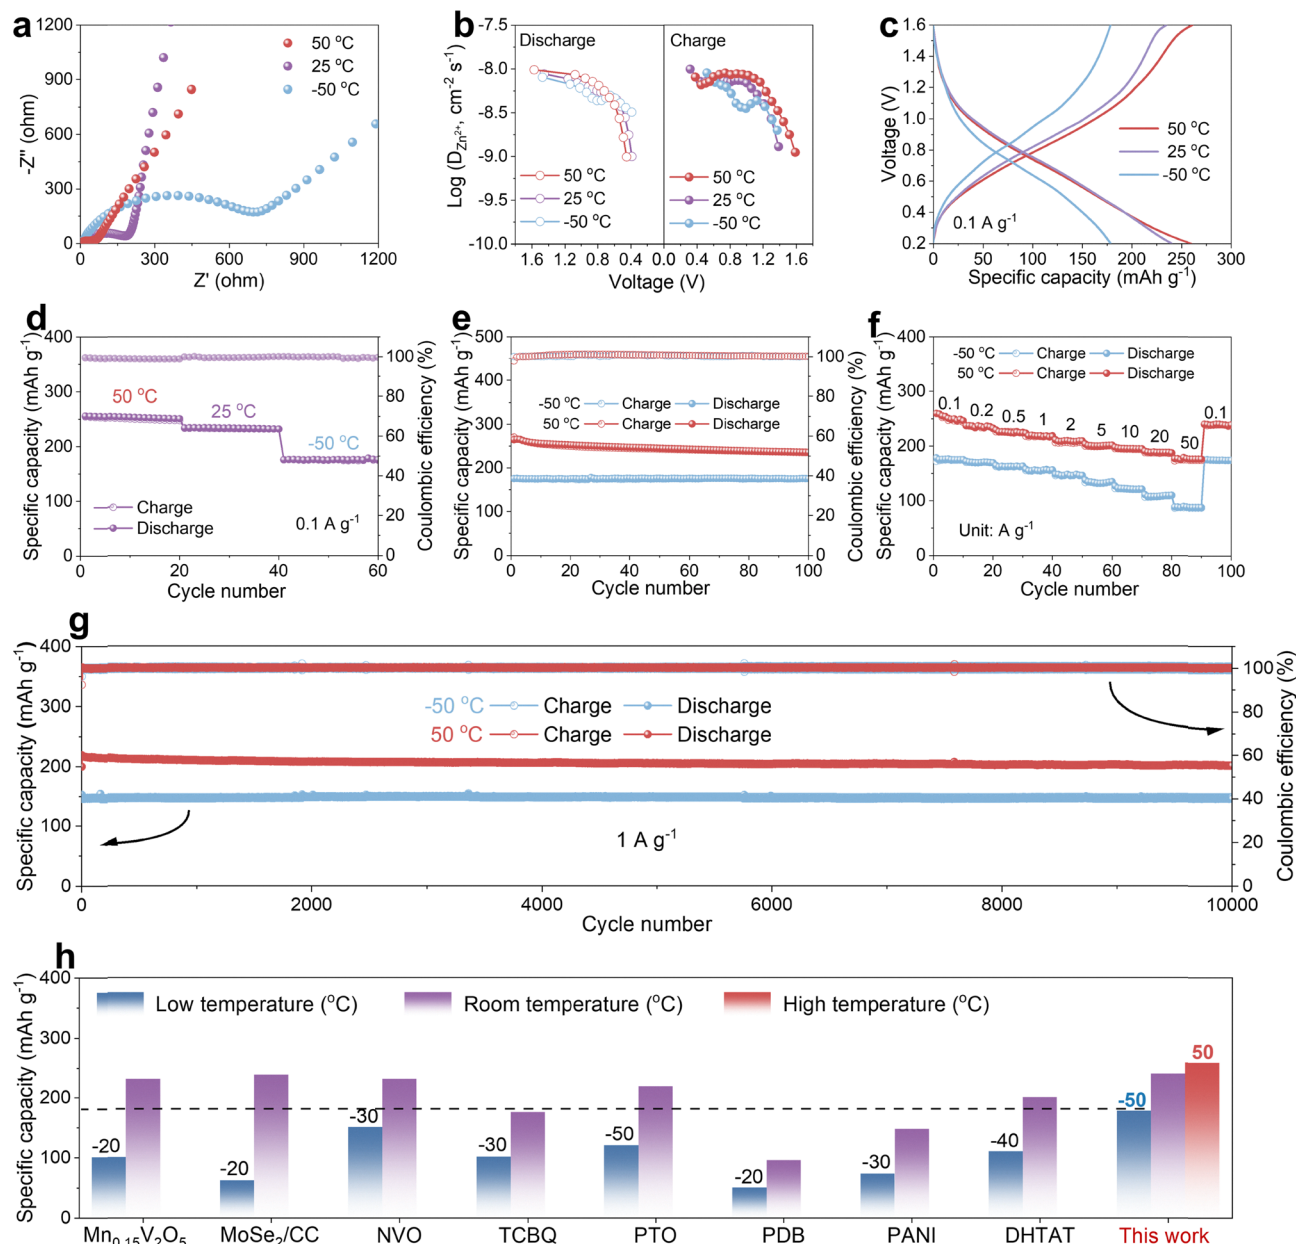 a
1200
900
600
300
0
-Z'' (ohm)
50 °C
25 °C
-50 °C
0 300 600 900 1200
Z' (ohm)
b
-7.5
-8.0
-8.5
-9.0
-9.5
-10.0
Log (D_Zn²⁺, cm⁻² s⁻¹)
Discharge
Charge
50 °C
25 °C
-50 °C
50 °C
25 °C
-50 °C
1.6 1.2 0.8 0.4 0.0 0.4 0.8 1.2 1.6
Voltage (V)
c
1.6
1.4
1.2
1.0
0.8
0.6
0.4
0.2
Voltage (V)
50 °C
25 °C
-50 °C
0.1 A g⁻¹
0 50 100 150 200 250 300
Specific capacity (mAh g⁻¹)
d
400
300
250
200
150
100
50
0
Specific capacity (mAh g⁻¹)
50 °C
25 °C
-50 °C
Charge
Discharge
0.1 A g⁻¹
100
80
60
40
20
0
Coulombic efficiency (%)
0 20 40 60
Cycle number
e
500
450
400
350
300
250
200
150
100
50
0
Specific capacity (mAh g⁻¹)
-50 °C Charge Discharge
50 °C Charge Discharge
100
80
60
40
20
0
Coulombic efficiency (%)
0 20 40 60 80 100
Cycle number
f
400
300
200
100
0
Specific capacity (mAh g⁻¹)
-50 °C Charge Discharge
50 °C Charge Discharge
0.1 0.2 0.5 1 2 5 10 20 50 0.1
Unit: A g⁻¹
0 20 40 60 80 100
Cycle number
g
400
300
200
100
0
Specific capacity (mAh g⁻¹)
-50 °C Charge Discharge
50 °C Charge Discharge
1 A g⁻¹
100
80
60
40
20
0
Coulombic efficiency (%)
0 2000 4000 6000 8000 10000
Cycle number
h
400
300
200
100
0
Specific capacity (mAh g⁻¹)
Low temperature (°C) Room temperature (°C) High temperature (°C)
-20 -20 -30 -30 -50 -20 -30 -40 -50 50
Mn₀.₁₅V₂O₅ MoSe₂/CC NVO TCBQ PTO PDB PANI DHTAT This work